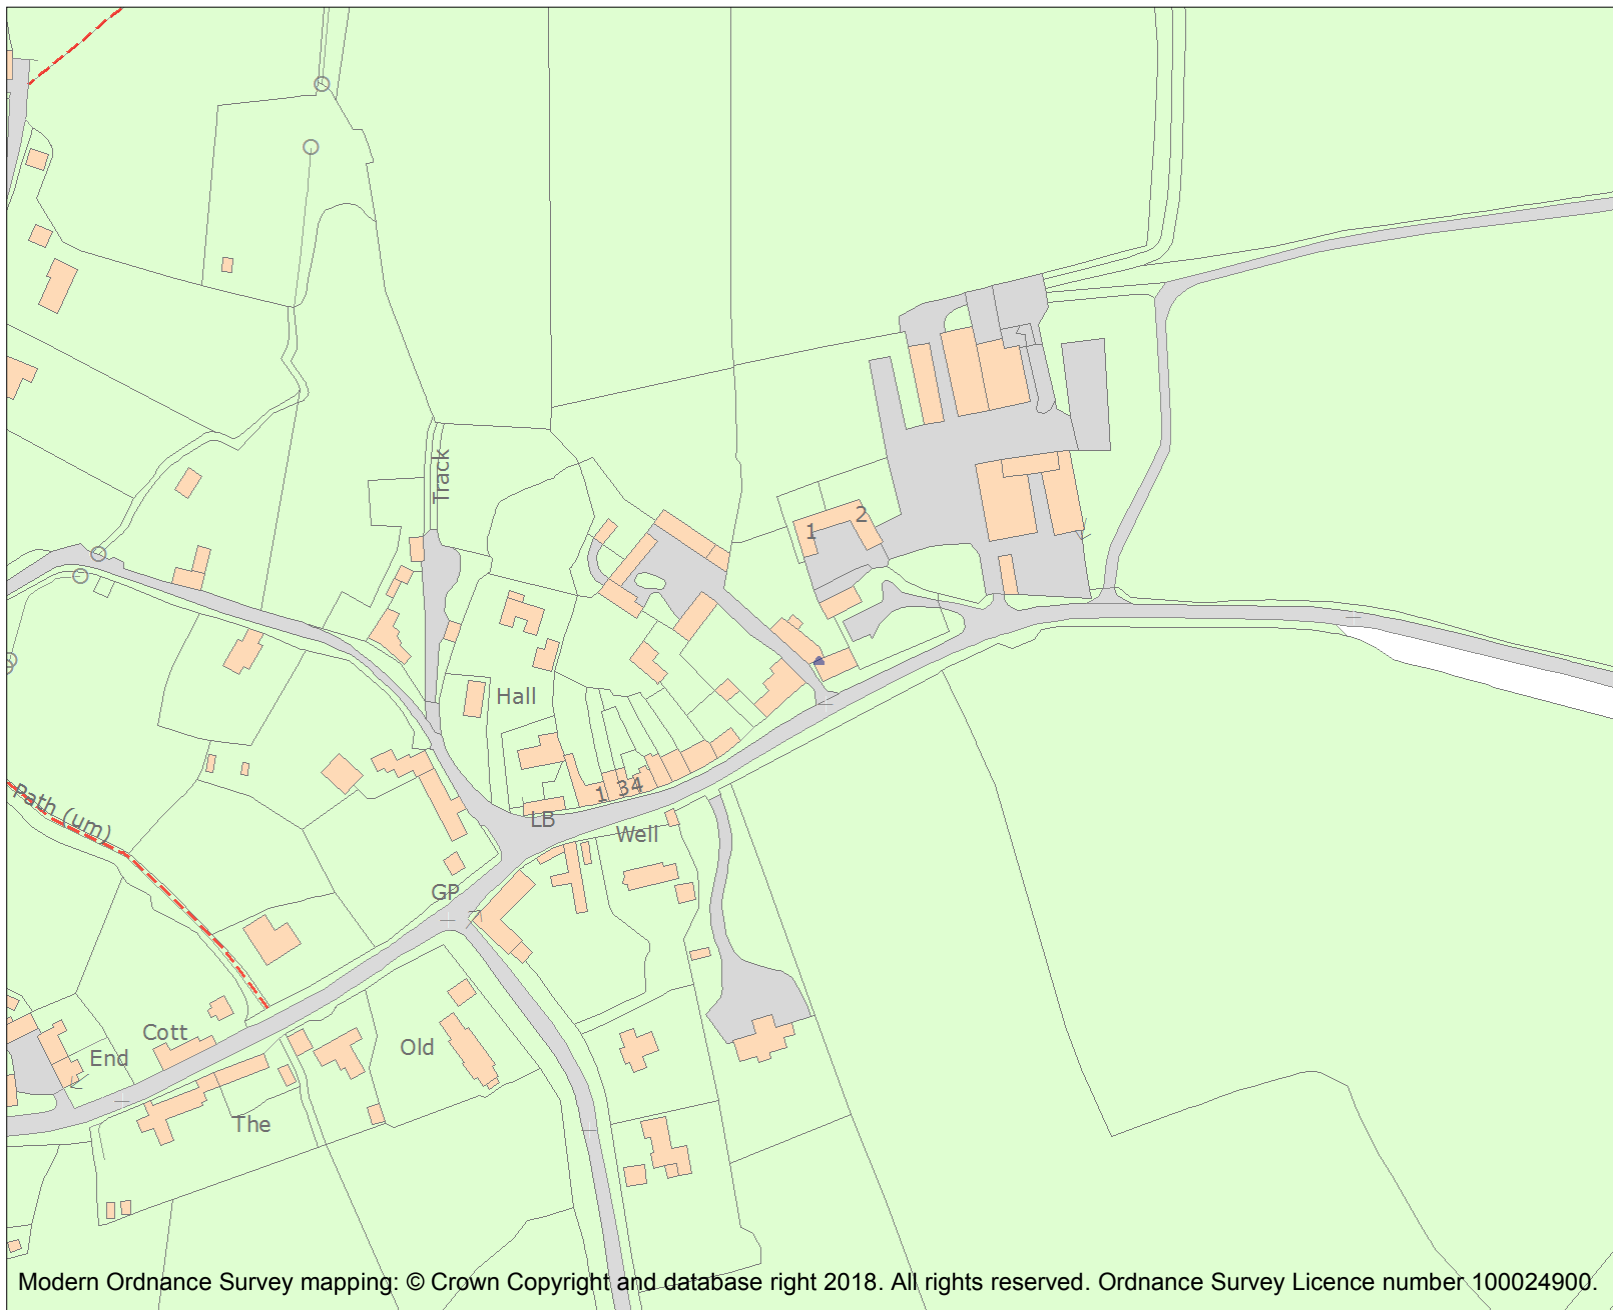 Track
1
2
Hall
1
34
LB
Well
Path (um)
GP
Cott
End
Old
The
Modern Ordnance Survey mapping: © Crown Copyright and database right 2018. All rights reserved. Ordnance Survey Licence number 100024900.